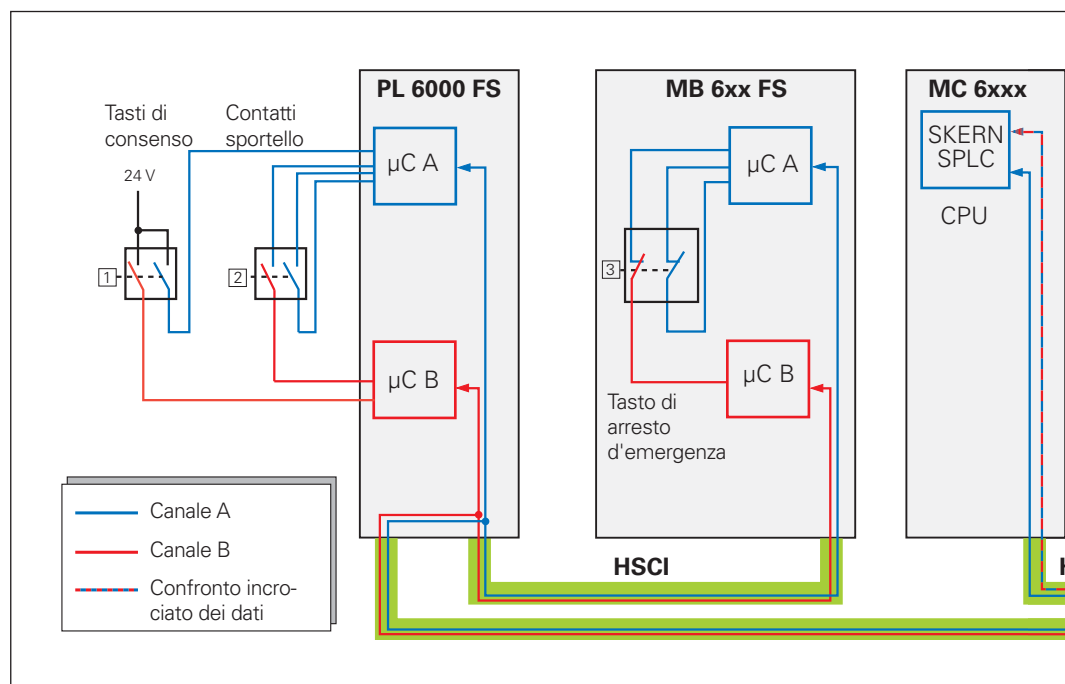 PL 6000 FS
MB 6xx FS
MC 6xxx
Tasti di
consenso
Contatti
sportello
24 V
µC A
µC A
SKERN
SPLC
CPU
1
2
3
µC B
µC B
Tasto di
arresto
d'emergenza
Canale A
Canale B
Confronto incro-
ciato dei dati
HSCI